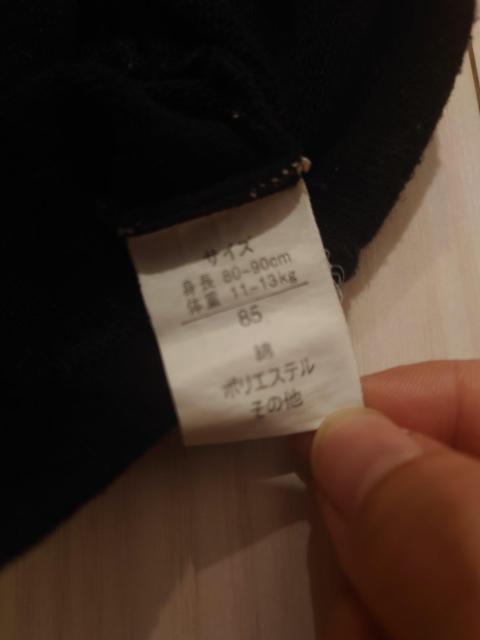 サイズ
身長 80-90cm
体重 11-13kg
85
綿
ポリエステル
その他